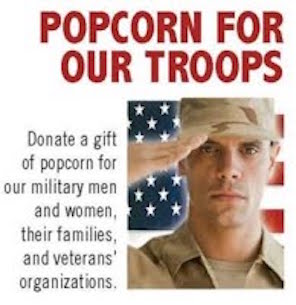 POPCORN FOR
OUR TROOPS
Donate a gift
of popcorn for
our military men
and women,
their families,
and veterans'
organizations.